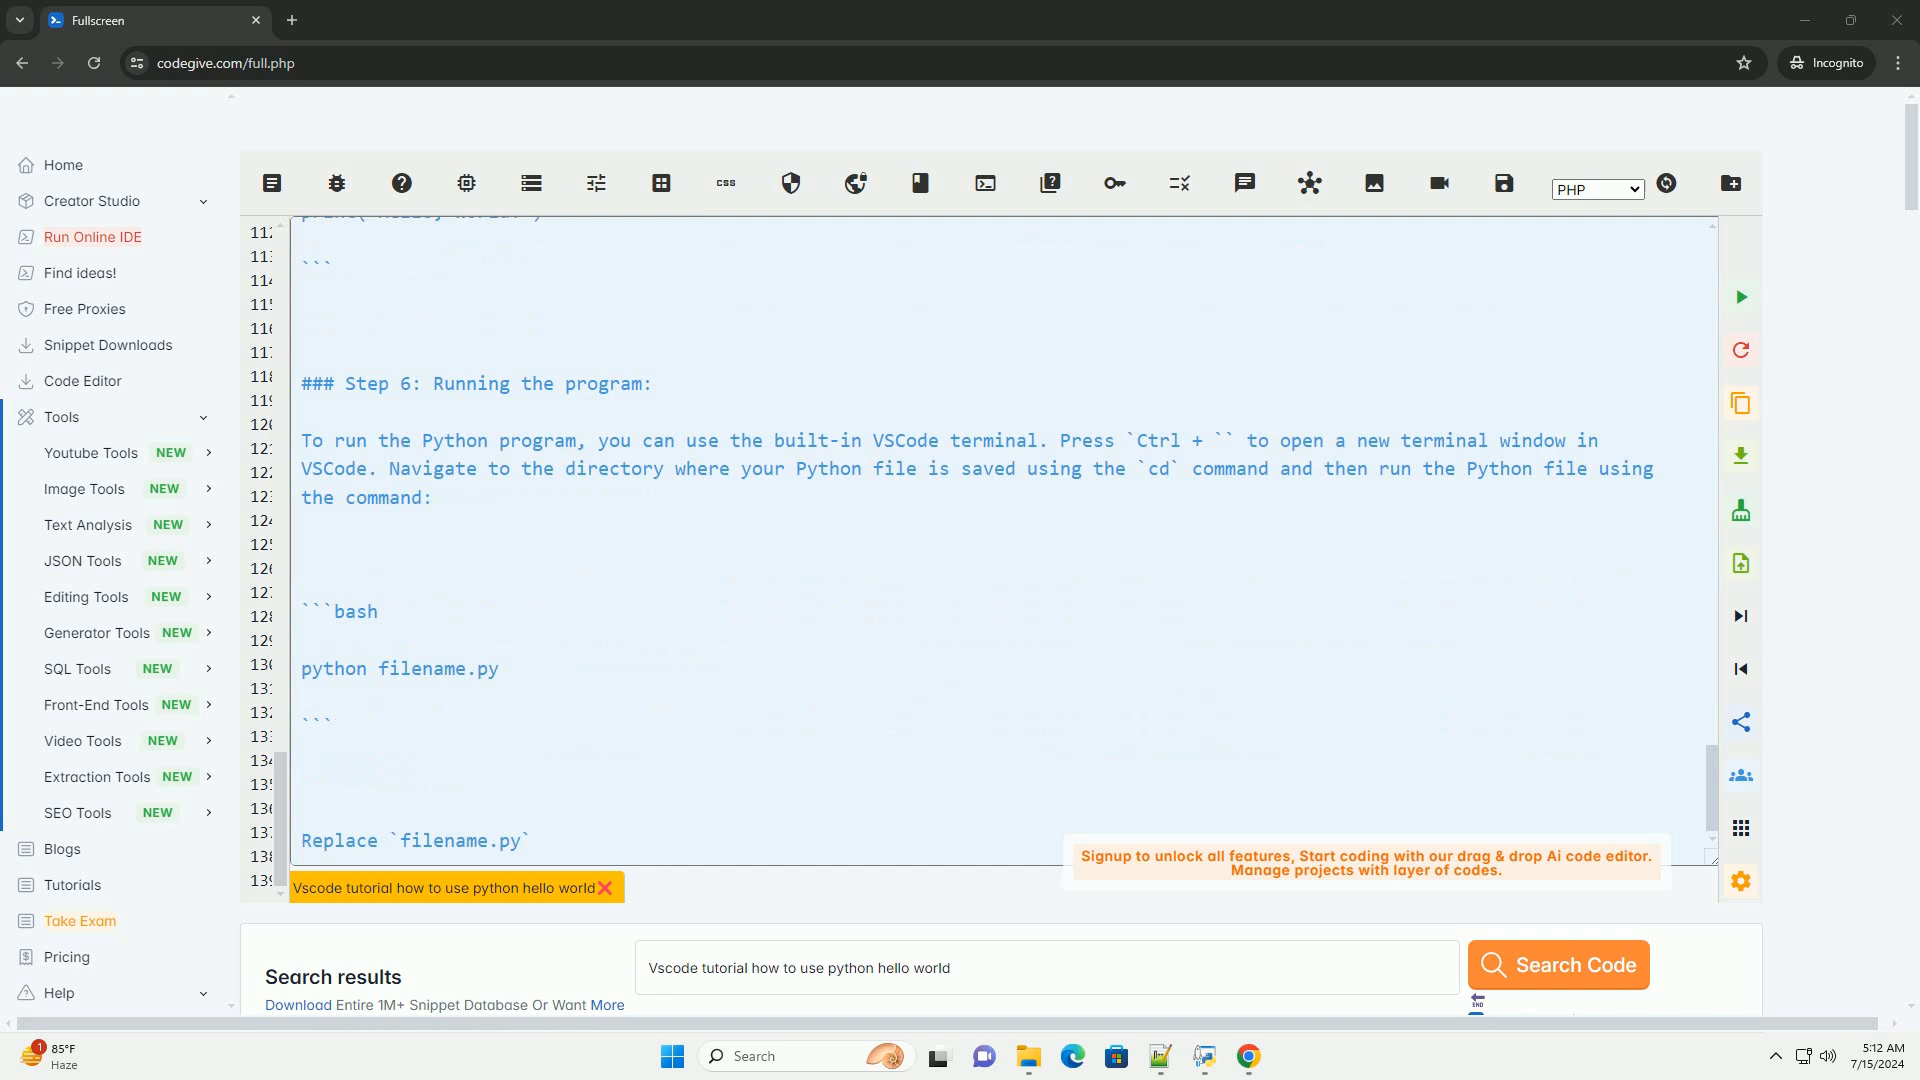 Fullscreen
codegive.com/full.php
Incognito
Home
Creator Studio
Run Online IDE
Find ideas!
Free Proxies
Snippet Downloads
Code Editor
Tools
Youtube Tools NEW
Image Tools NEW
Text Analysis NEW
JSON Tools NEW
Editing Tools NEW
Generator Tools NEW
SQL Tools NEW
Front-End Tools NEW
Video Tools NEW
Extraction Tools NEW
SEO Tools NEW
Blogs
Tutorials
Take Exam
Pricing
Help
css
PHP
```
### Step 6: Running the program:
To run the Python program, you can use the built-in VSCode terminal. Press `Ctrl + `` to open a new terminal window in
VSCode. Navigate to the directory where your Python file is saved using the `cd` command and then run the Python file using
the command:
```bash
python filename.py
```
Replace `filename.py`
Signup to unlock all features, Start coding with our drag & drop Ai code editor.
Manage projects with layer of codes.
Vscode tutorial how to use python hello world
Search results
Download Entire 1M+ Snippet Database Or Want More
Vscode tutorial how to use python hello world
Search Code
END
1
85°F
Haze
Search
5:12 AM
7/15/2024